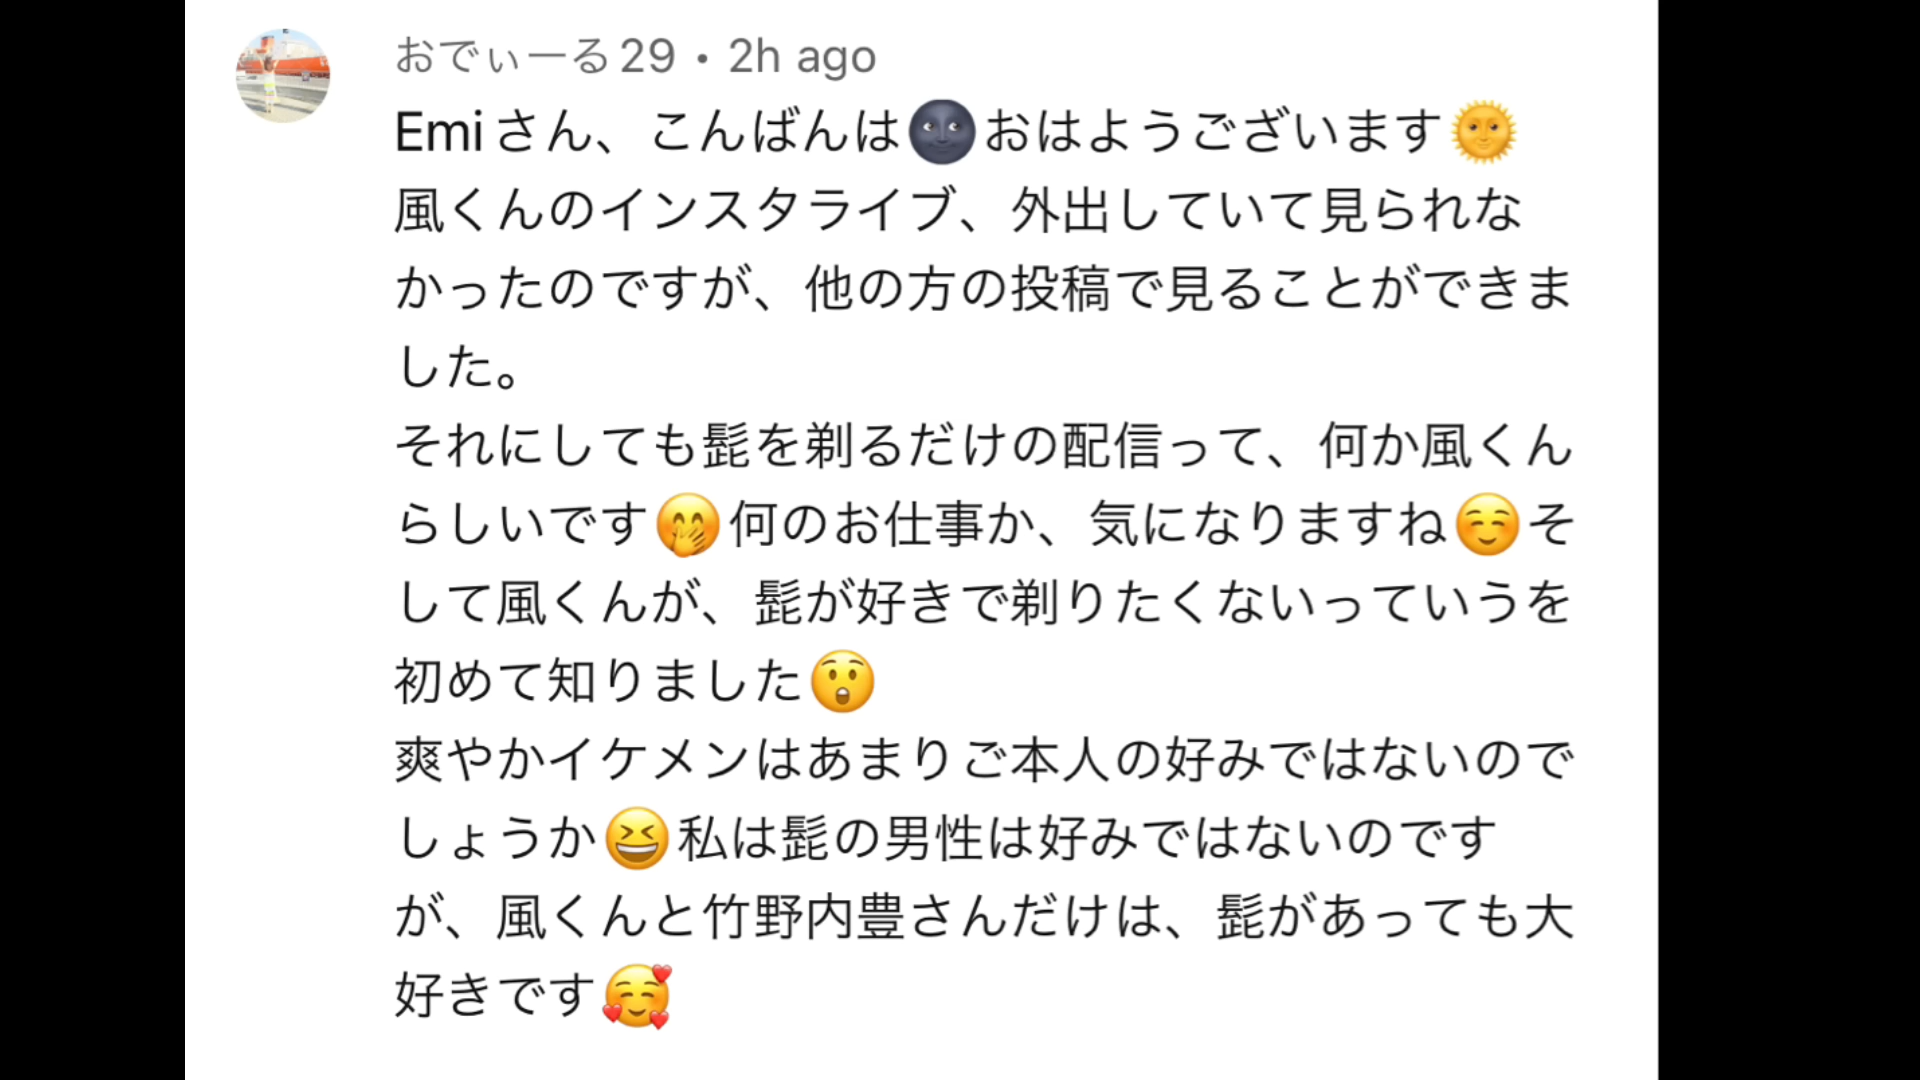 おでぃーる29・2h ago
Emiさん、こんばんは🌚おはようございます🌞
風くんのインスタライブ、外出していて見られな
かったのですが、他の方の投稿で見ることができま
した。
それにしても髭を剃るだけの配信って、何か風くん
らしいです🤭何のお仕事か、気になりますね☺️そ
して風くんが、髭が好きで剃りたくないっていうを
初めて知りました😲
爽やかイケメンはあまりご本人の好みではないので
しょうか😆私は髭の男性は好みではないのです
が、風くんと竹野内豊さんだけは、髭があっても大
好きです🥰